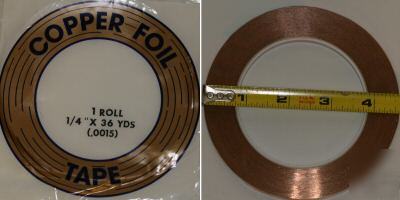 COPPER FOIL
1 ROLL
1/4" X 36 YDS
(.0015)
TAPE
1 2 3 4